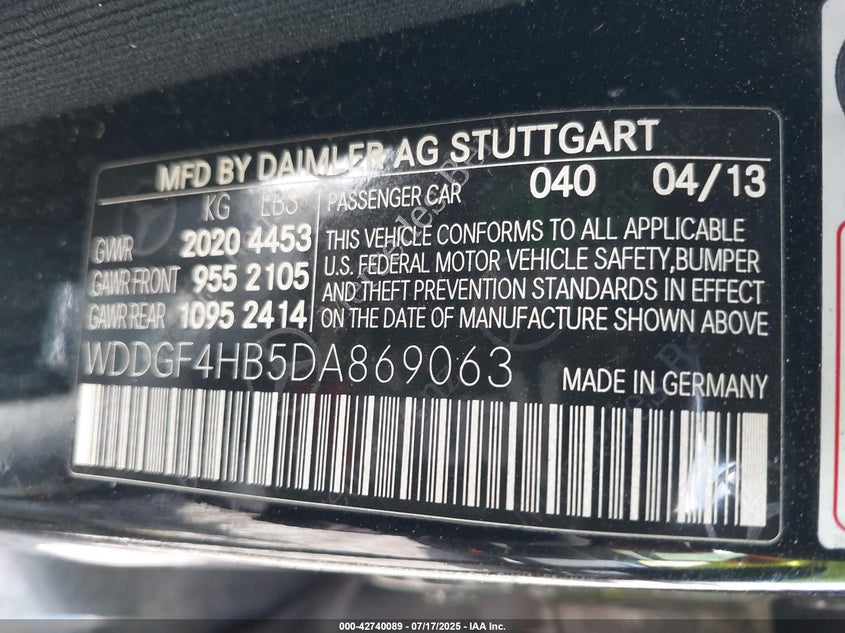 MFD BY DAIMLER AG STUTTGART
KG LBS
PASSENGER CAR 040 04/13
GVWR 2020 4453
GAWR FRONT 955 2105
GAWR REAR 1095 2414
THIS VEHICLE CONFORMS TO ALL APPLICABLE
U.S. FEDERAL MOTOR VEHICLE SAFETY,BUMPER
AND THEFT PREVENTION STANDARDS IN EFFECT
ON THE DATE OF MANUFACTURE SHOWN ABOVE
WDDGF4HB5DA869063 MADE IN GERMANY
000-42740089 - 07/17/2025 - IAA Inc.